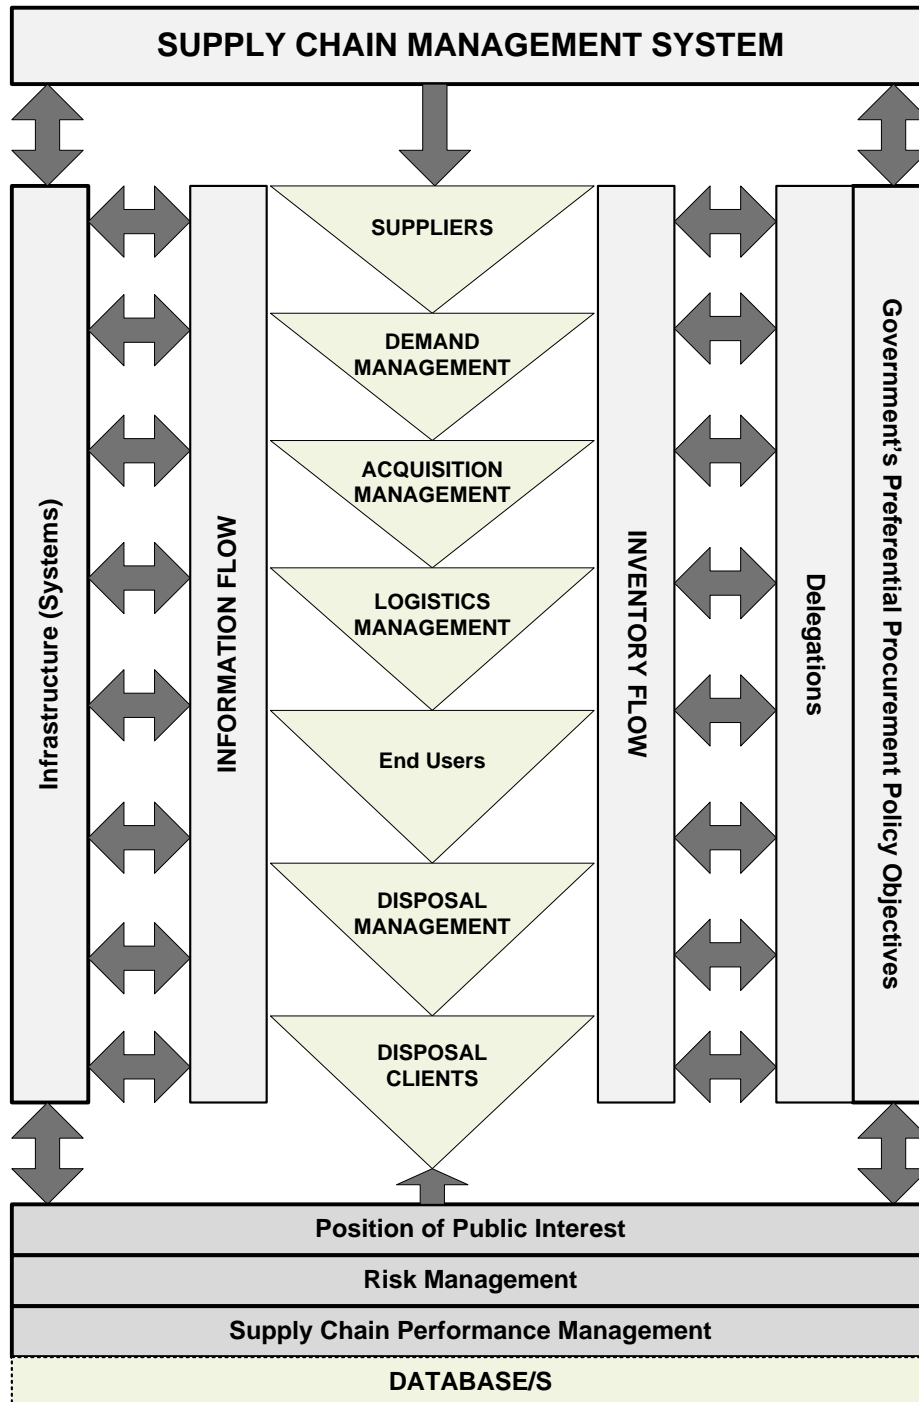 SUPPLY CHAIN MANAGEMENT SYSTEM
Infrastructure (Systems)
INFORMATION FLOW
SUPPLIERS
DEMAND
MANAGEMENT
ACQUISITION
MANAGEMENT
LOGISTICS
MANAGEMENT
End Users
DISPOSAL
MANAGEMENT
DISPOSAL
CLIENTS
INVENTORY FLOW
Delegations
Government’s Preferential Procurement Policy Objectives
Position of Public Interest
Risk Management
Supply Chain Performance Management
DATABASE/S